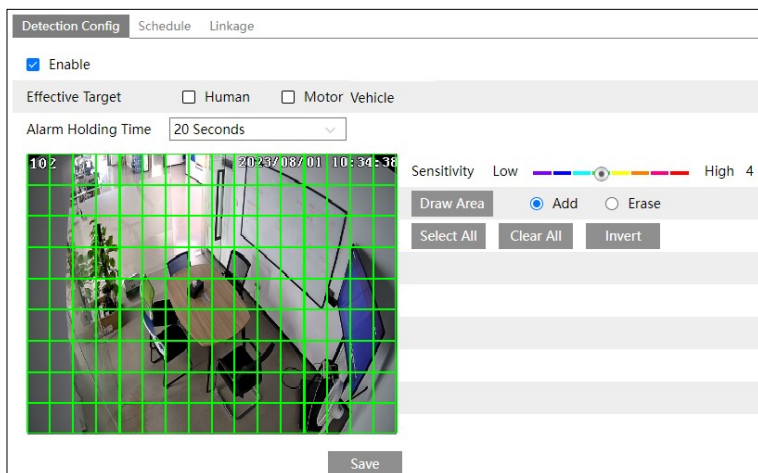 Detection Config Schedule Linkage
Enable
Effective Target Human Motor Vehicle
Alarm Holding Time 20 Seconds
102 2023/08/01 10:34:38
Sensitivity Low High 4
Draw Area Add Erase
Select All Clear All Invert
Save